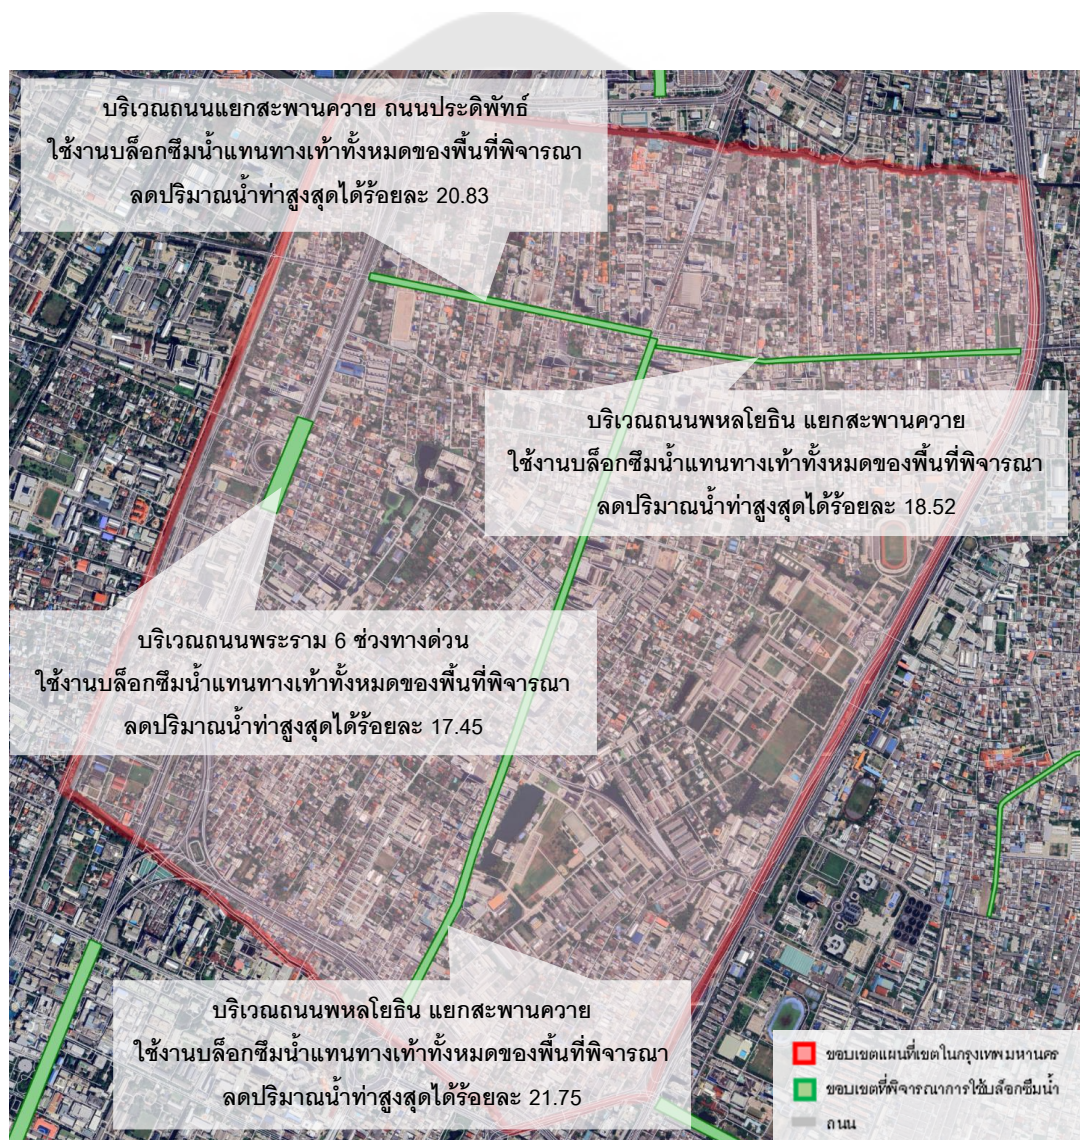 บริเวณถนนแยกสะพานควาย ถนนประดิพัทธ์
ใช้งานบล็อกซึมน้ำแทนทางเท้าทั้งหมดของพื้นที่พิจารณา
ลดปริมาณน้ำท่าสูงสุดได้ร้อยละ 20.83
บริเวณถนนพหลโยธิน แยกสะพานควาย
ใช้งานบล็อกซึมน้ำแทนทางเท้าทั้งหมดของพื้นที่พิจารณา
ลดปริมาณน้ำท่าสูงสุดได้ร้อยละ 18.52
บริเวณถนนพระราม 6 ช่วงทางด่วน
ใช้งานบล็อกซึมน้ำแทนทางเท้าทั้งหมดของพื้นที่พิจารณา
ลดปริมาณน้ำท่าสูงสุดได้ร้อยละ 17.45
บริเวณถนนพหลโยธิน แยกสะพานควาย
ใช้งานบล็อกซึมน้ำแทนทางเท้าทั้งหมดของพื้นที่พิจารณา
ลดปริมาณน้ำท่าสูงสุดได้ร้อยละ 21.75
ขอบเขตแผนที่เขตในกรุงเทพมหานคร
ขอบเขตที่พิจารณาการใช้บล็อกซึมน้ำ
ถนน